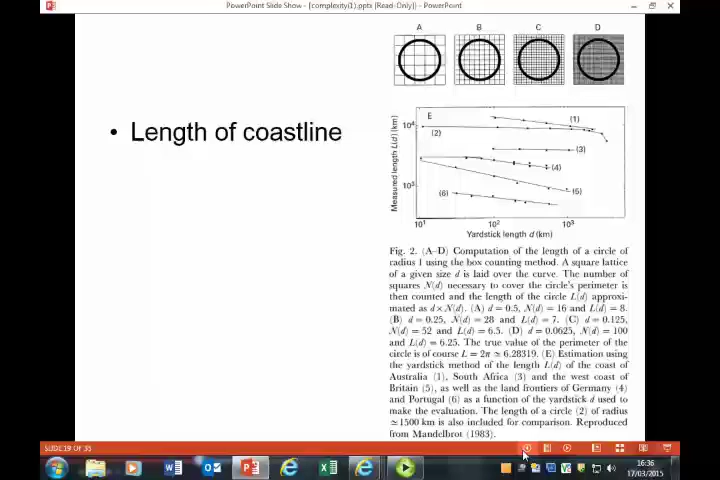 PowerPoint Slide Show - [complexity(1).pptx [Read-Only]] - PowerPoint
A B C D
• Length of coastline
E
(1)
(2)
(3)
(4)
(5)
(6)
10⁴
10³
Measured length L(d) (km)
10¹ 10² 10³
Yardstick length d (km)
Fig. 2. (A-D) Computation of the length of a circle of
radius 1 using the box counting method. A square lattice
of a given size d is laid over the curve. The number of
squares N(d) necessary to cover the circle's perimeter is
then counted and the length of the circle L(d) approxi-
mated as d×N(d). (A) d = 0.5, N(d) = 16 and L(d) = 8.
(B) d = 0.25, N(d) = 28 and L(d) = 7. (C) d = 0.125,
N(d) = 52 and L(d) = 6.5. (D) d = 0.0625, N(d) = 100
and L(d) = 6.25. The true value of the perimeter of the
circle is of course L = 2π ≃ 6.28319. (E) Estimation using
the yardstick method of the length L(d) of the coast of
Australia (1), South Africa (3) and the west coast of
Britain (5), as well as the land frontiers of Germany (4)
and Portugal (6) as a function of the yardstick d used to
make the evaluation. The length of a circle (2) of radius
≃1500 km is also included for comparison. Reproduced
from Mandelbrot (1983).
SLIDE 19 OF 35
16:36
17/03/2015